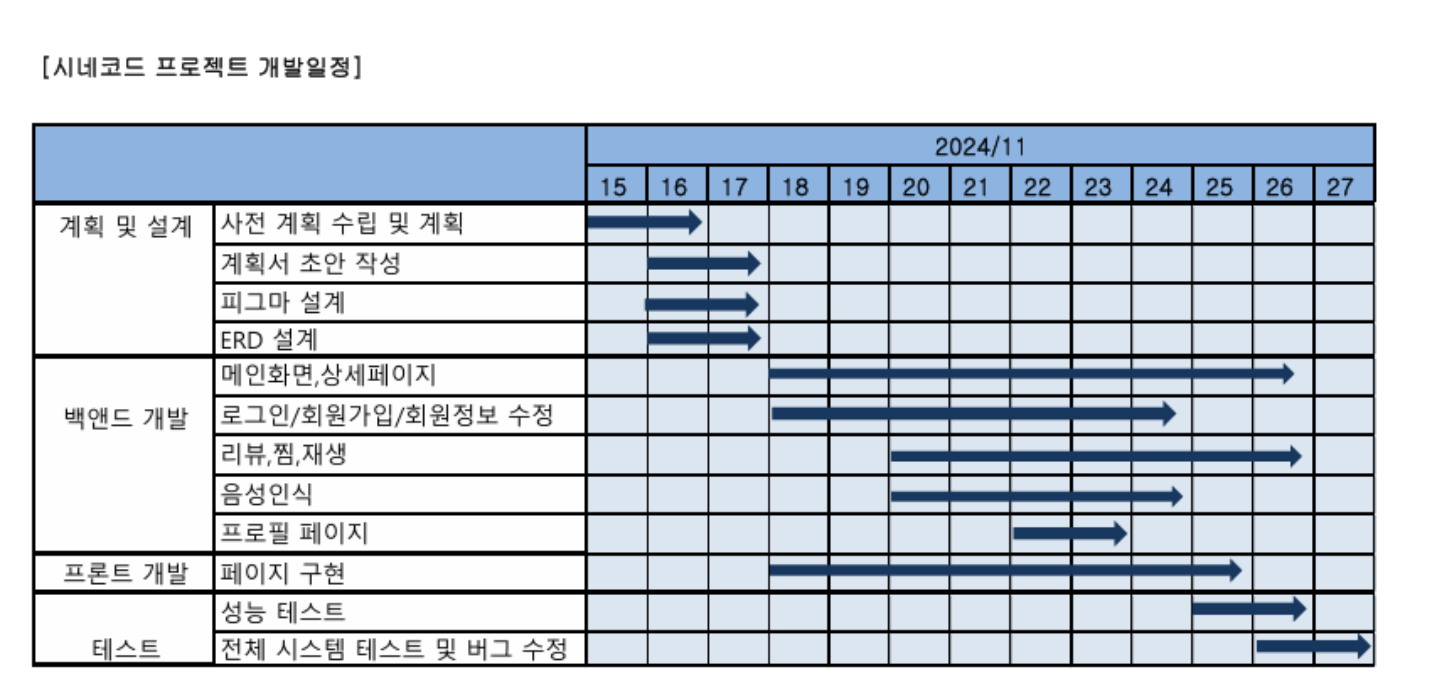 [시네코드 프로젝트 개발일정]
2024/11
15 16 17 18 19 20 21 22 23 24 25 26 27
계획 및 설계 사전 계획 수립 및 계획
계획서 초안 작성
피그마 설계
ERD 설계
메인화면,상세페이지
백앤드 개발 로그인/회원가입/회원정보 수정
리뷰,찜,재생
음성인식
프로필 페이지
프론트 개발 페이지 구현
성능 테스트
테스트 전체 시스템 테스트 및 버그 수정